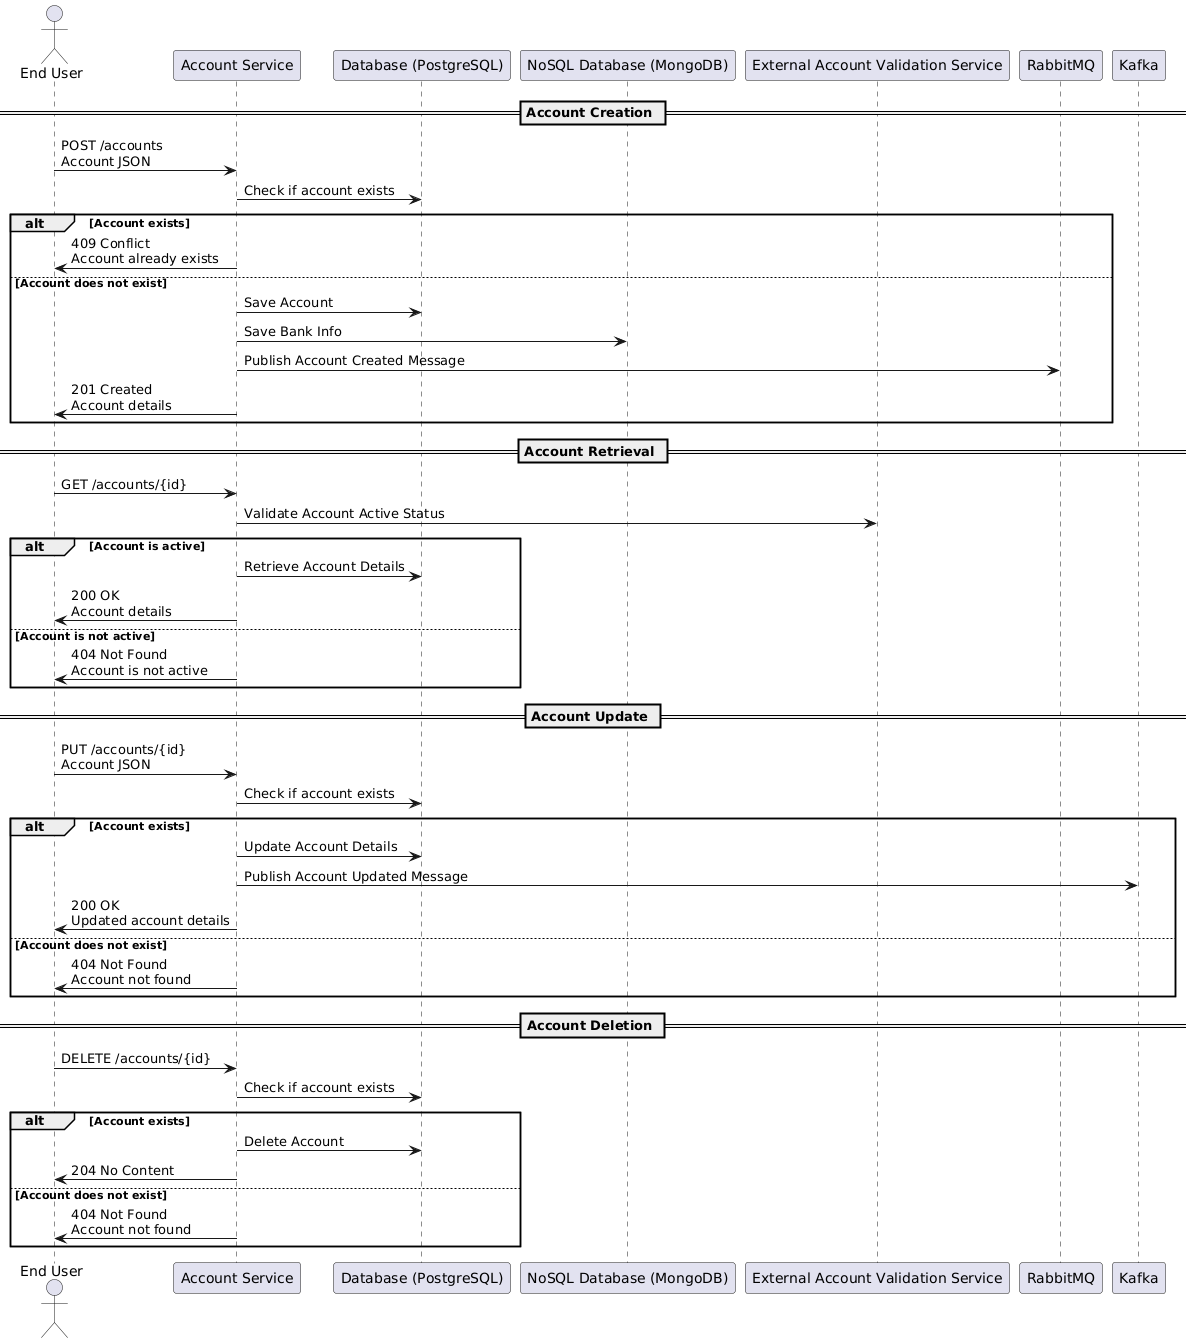 End User
Account Service
Database (PostgreSQL)
NoSQL Database (MongoDB)
External Account Validation Service
RabbitMQ
Kafka
Account Creation
POST /accounts
Account JSON
Check if account exists
alt
[Account exists]
409 Conflict
Account already exists
[Account does not exist]
Save Account
Save Bank Info
Publish Account Created Message
201 Created
Account details
Account Retrieval
GET /accounts/{id}
Validate Account Active Status
alt
[Account is active]
Retrieve Account Details
200 OK
Account details
[Account is not active]
404 Not Found
Account is not active
Account Update
PUT /accounts/{id}
Account JSON
Check if account exists
alt
[Account exists]
Update Account Details
Publish Account Updated Message
200 OK
Updated account details
[Account does not exist]
404 Not Found
Account not found
Account Deletion
DELETE /accounts/{id}
Check if account exists
alt
[Account exists]
Delete Account
204 No Content
[Account does not exist]
404 Not Found
Account not found
End User
Account Service
Database (PostgreSQL)
NoSQL Database (MongoDB)
External Account Validation Service
RabbitMQ
Kafka